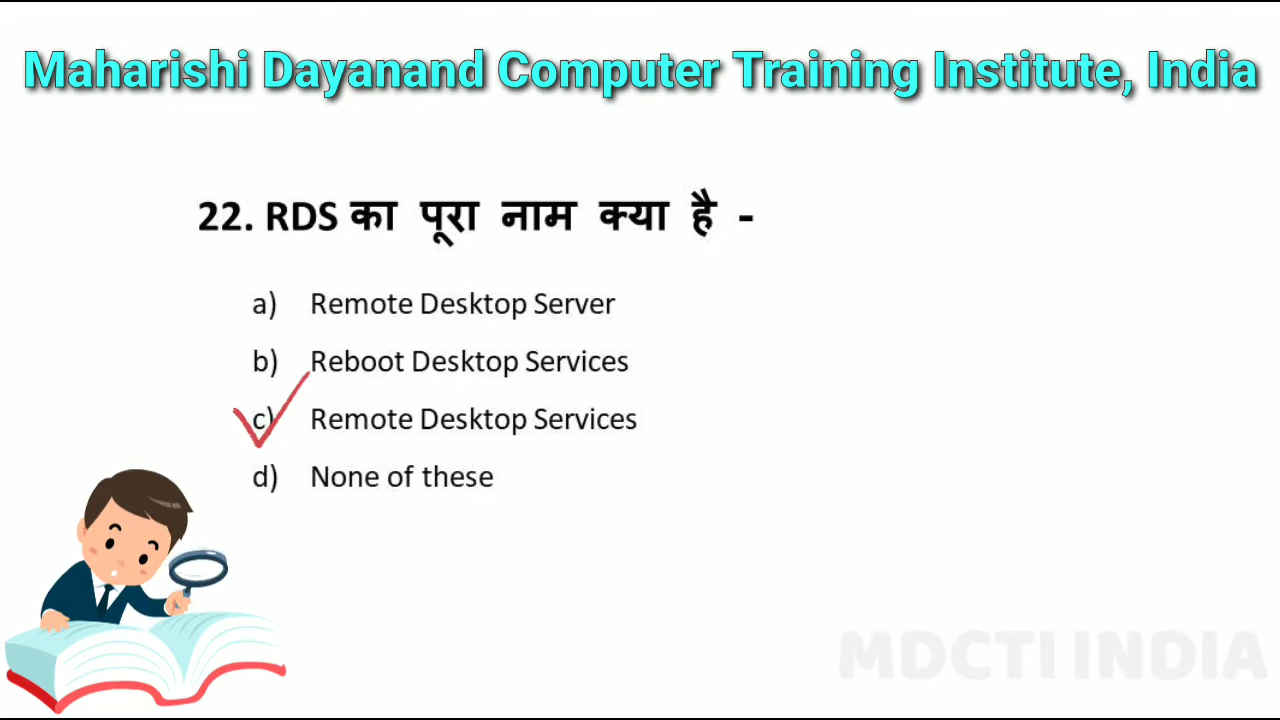 Maharishi Dayanand Computer Training Institute, India
22. RDS का पूरा नाम क्या है -
a) Remote Desktop Server
b) Reboot Desktop Services
c) Remote Desktop Services
d) None of these
MDCTI INDIA